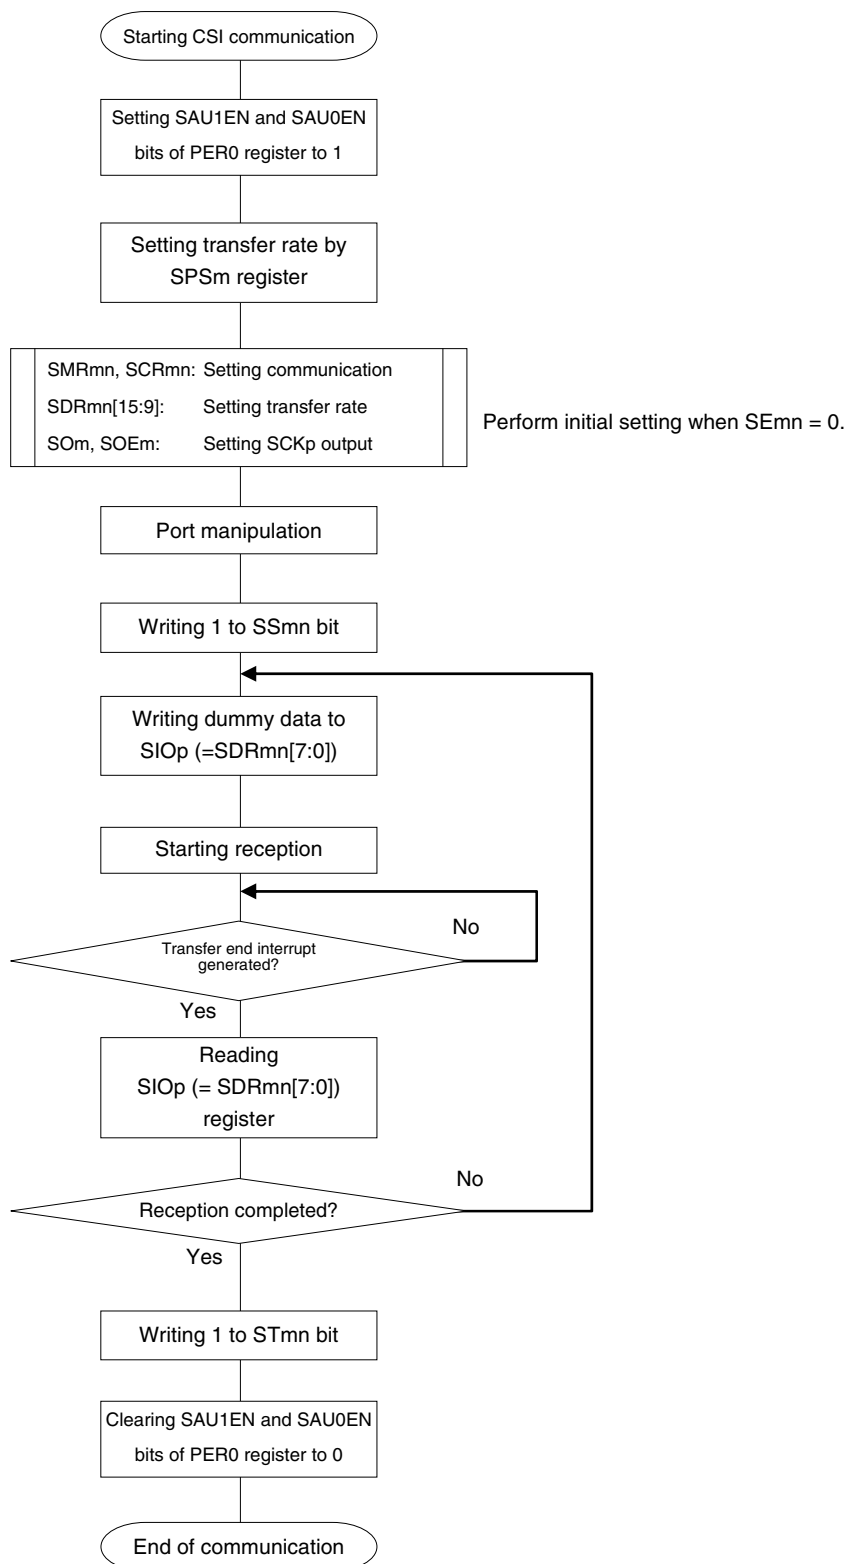 Starting CSI communication
Setting SAU1EN and SAU0EN
bits of PER0 register to 1
Setting transfer rate by
SPSm register
SMRmn, SCRmn: Setting communication
SDRmn[15:9]: Setting transfer rate
SOm, SOEm: Setting SCKp output
Perform initial setting when SEmn = 0.
Port manipulation
Writing 1 to SSmn bit
Writing dummy data to
SIOp (=SDRmn[7:0])
Starting reception
No
Transfer end interrupt
generated?
Yes
Reading
SIOp (= SDRmn[7:0])
register
No
Reception completed?
Yes
Writing 1 to STmn bit
Clearing SAU1EN and SAU0EN
bits of PER0 register to 0
End of communication